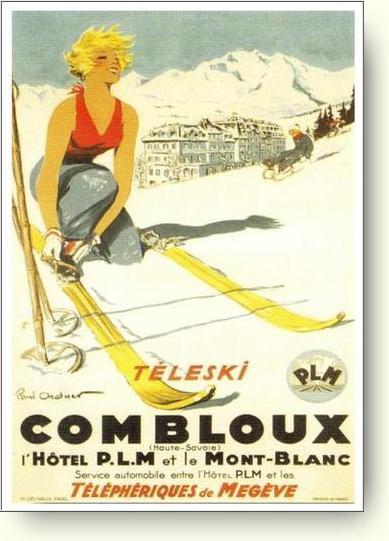 TÉLESKI
PLM
Paul Ordner
COMBLOUX
(Haute-Savoie)
l'HÔTEL P.L.M et le MONT-BLANC
Service automobile entre l'HÔTEL PLM et les
TÉLÉPHÉRIQUES de MEGÈVE